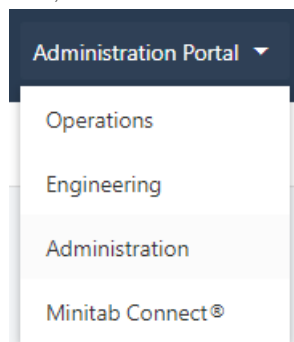 Administration Portal
Operations
Engineering
Administration
Minitab Connect®